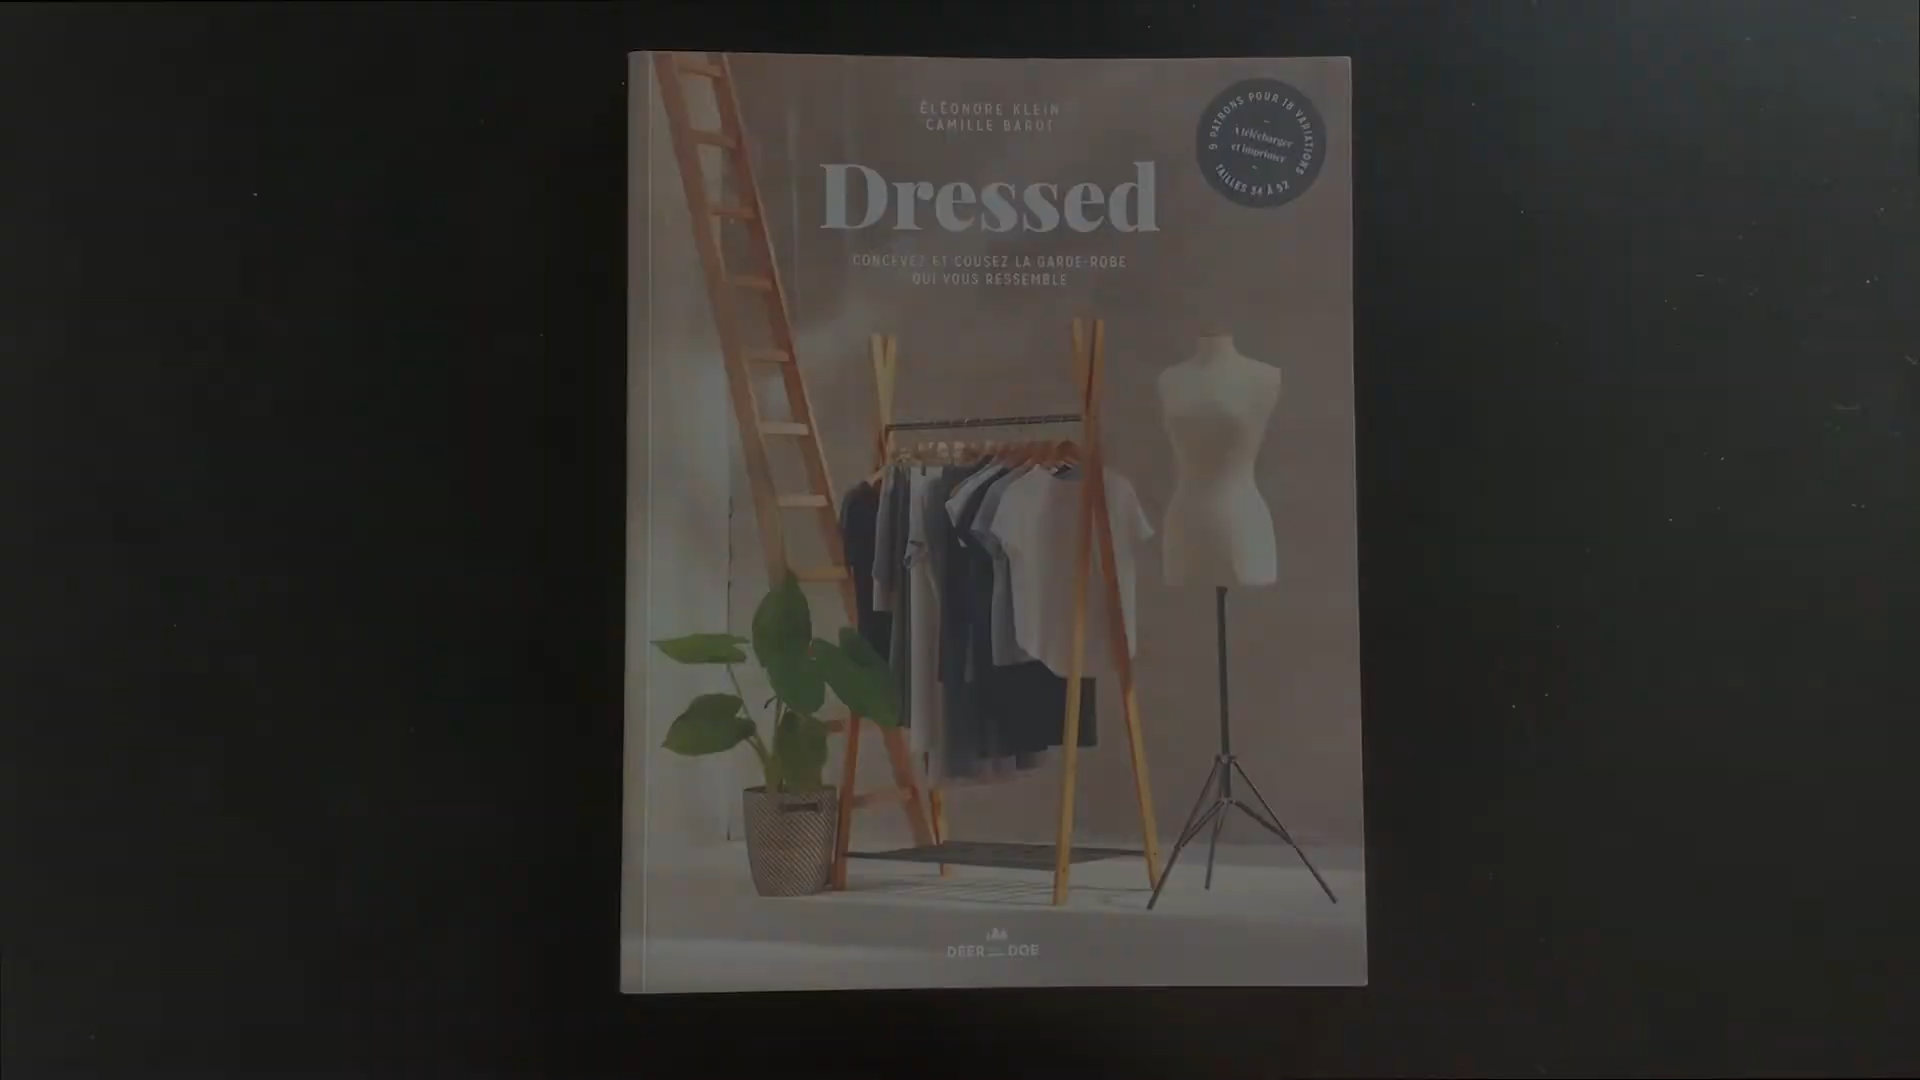 ÉLÉONORE KLEIN
CAMILLE BAROT
Dressed
CONCEVEZ ET COUSEZ LA GARDE-ROBE
QUI VOUS RESSEMBLE
9 PATRONS POUR 18 VARIATIONS
À télécharger
et imprimer
TAILLES 34 À 52
DEER DOE